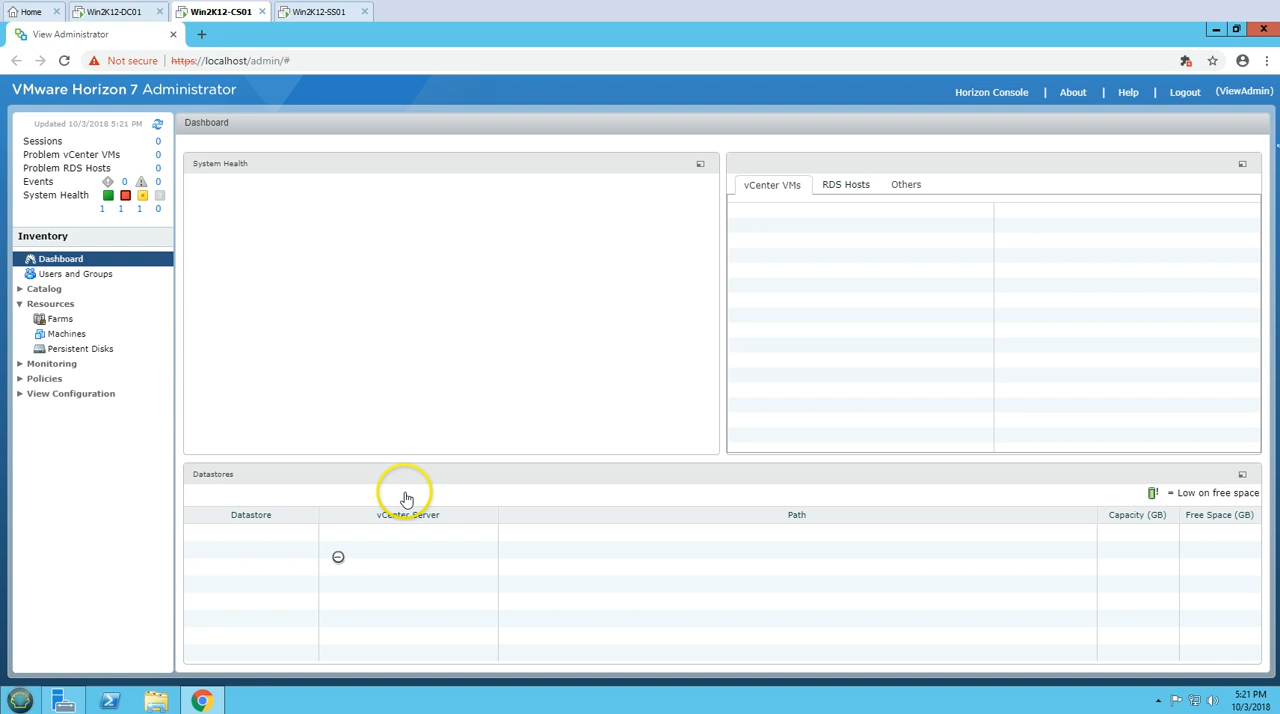 Home
Win2K12-DC01
Win2K12-CS01
Win2K12-SS01
View Administrator
Not secure
https://localhost/admin/#
VMware Horizon 7 Administrator
Horizon Console | About | Help | Logout (ViewAdmin)
Updated 10/3/2018 5:21 PM
Sessions 0
Problem vCenter VMs 0
Problem RDS Hosts 0
Events 0 0
System Health
1 1 1 0
Inventory
Dashboard
Users and Groups
Catalog
Resources
Farms
Machines
Persistent Disks
Monitoring
Policies
View Configuration
Dashboard
System Health
vCenter VMs RDS Hosts Others
Datastores
= Low on free space
Datastore vCenter Server Path Capacity (GB) Free Space (GB)
5:21 PM
10/3/2018